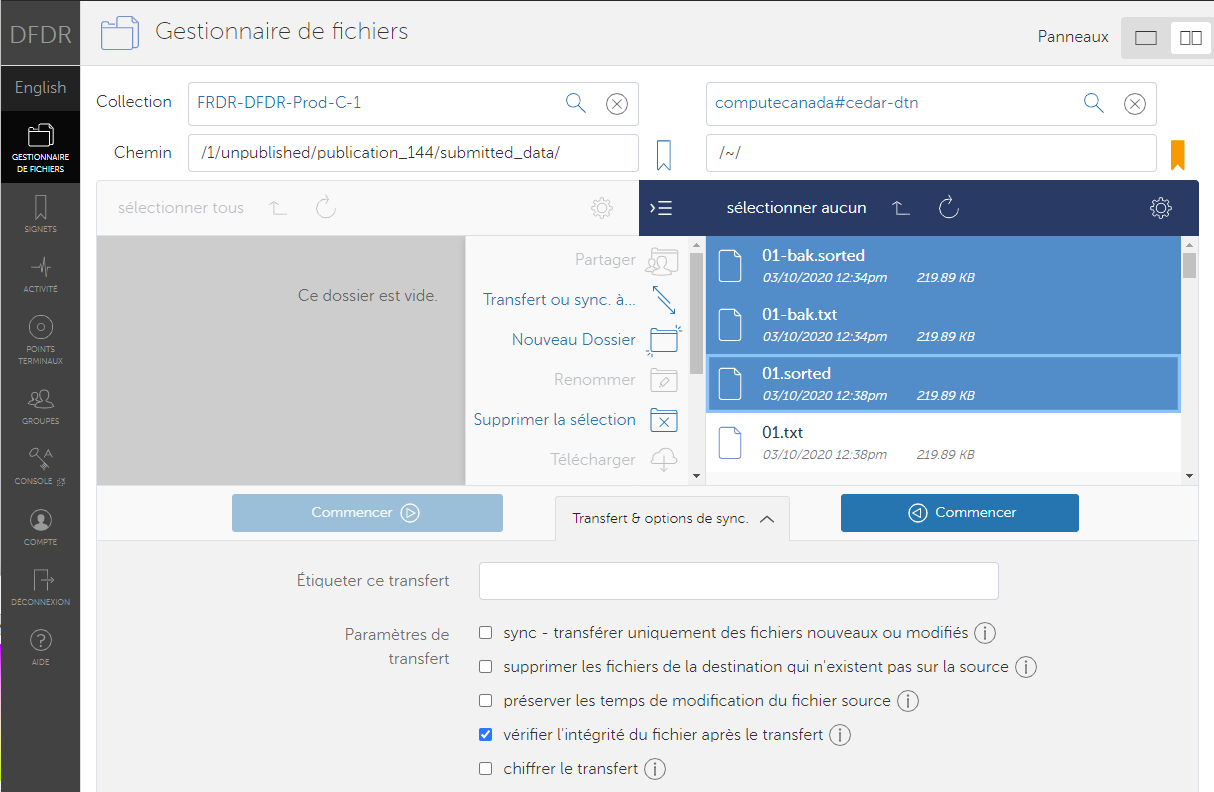 DFDR
Gestionnaire de fichiers
Panneaux
English
GESTIONNAIRE
DE FICHIERS
SIGNETS
ACTIVITÉ
POINTS
TERMINAUX
GROUPES
CONSOLE
COMPTE
DÉCONNEXION
AIDE
Collection
FRDR-DFDR-Prod-C-1
computecanada#cedar-dtn
Chemin
/1/unpublished/publication_144/submitted_data/
/~/
sélectionner tous
sélectionner aucun
Ce dossier est vide.
Partager
Transfert ou sync. à...
Nouveau Dossier
Renommer
Supprimer la sélection
Télécharger
01-bak.sorted
03/10/2020 12:34pm 219.89 KB
01-bak.txt
03/10/2020 12:34pm 219.89 KB
01.sorted
03/10/2020 12:38pm 219.89 KB
01.txt
03/10/2020 12:38pm 219.89 KB
Commencer
Transfert & options de sync.
Commencer
Étiqueter ce transfert
Paramètres de
transfert
sync - transférer uniquement des fichiers nouveaux ou modifiés
supprimer les fichiers de la destination qui n'existent pas sur la source
préserver les temps de modification du fichier source
vérifier l'intégrité du fichier après le transfert
chiffrer le transfert